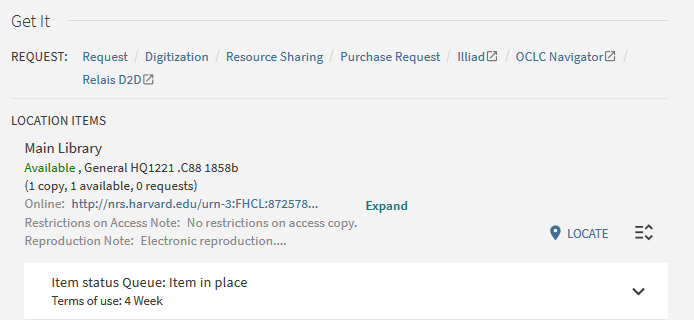 Get It
REQUEST: Request / Digitization / Resource Sharing / Purchase Request / Illiad / OCLC Navigator /
Relais D2D
LOCATION ITEMS
Main Library
Available , General HQ1221 .C88 1858b
(1 copy, 1 available, 0 requests)
Online: http://nrs.harvard.edu/urn-3:FHCL:872578... Expand
Restrictions on Access Note: No restrictions on access copy.
Reproduction Note: Electronic reproduction....
LOCATE
Item status Queue: Item in place
Terms of use: 4 Week